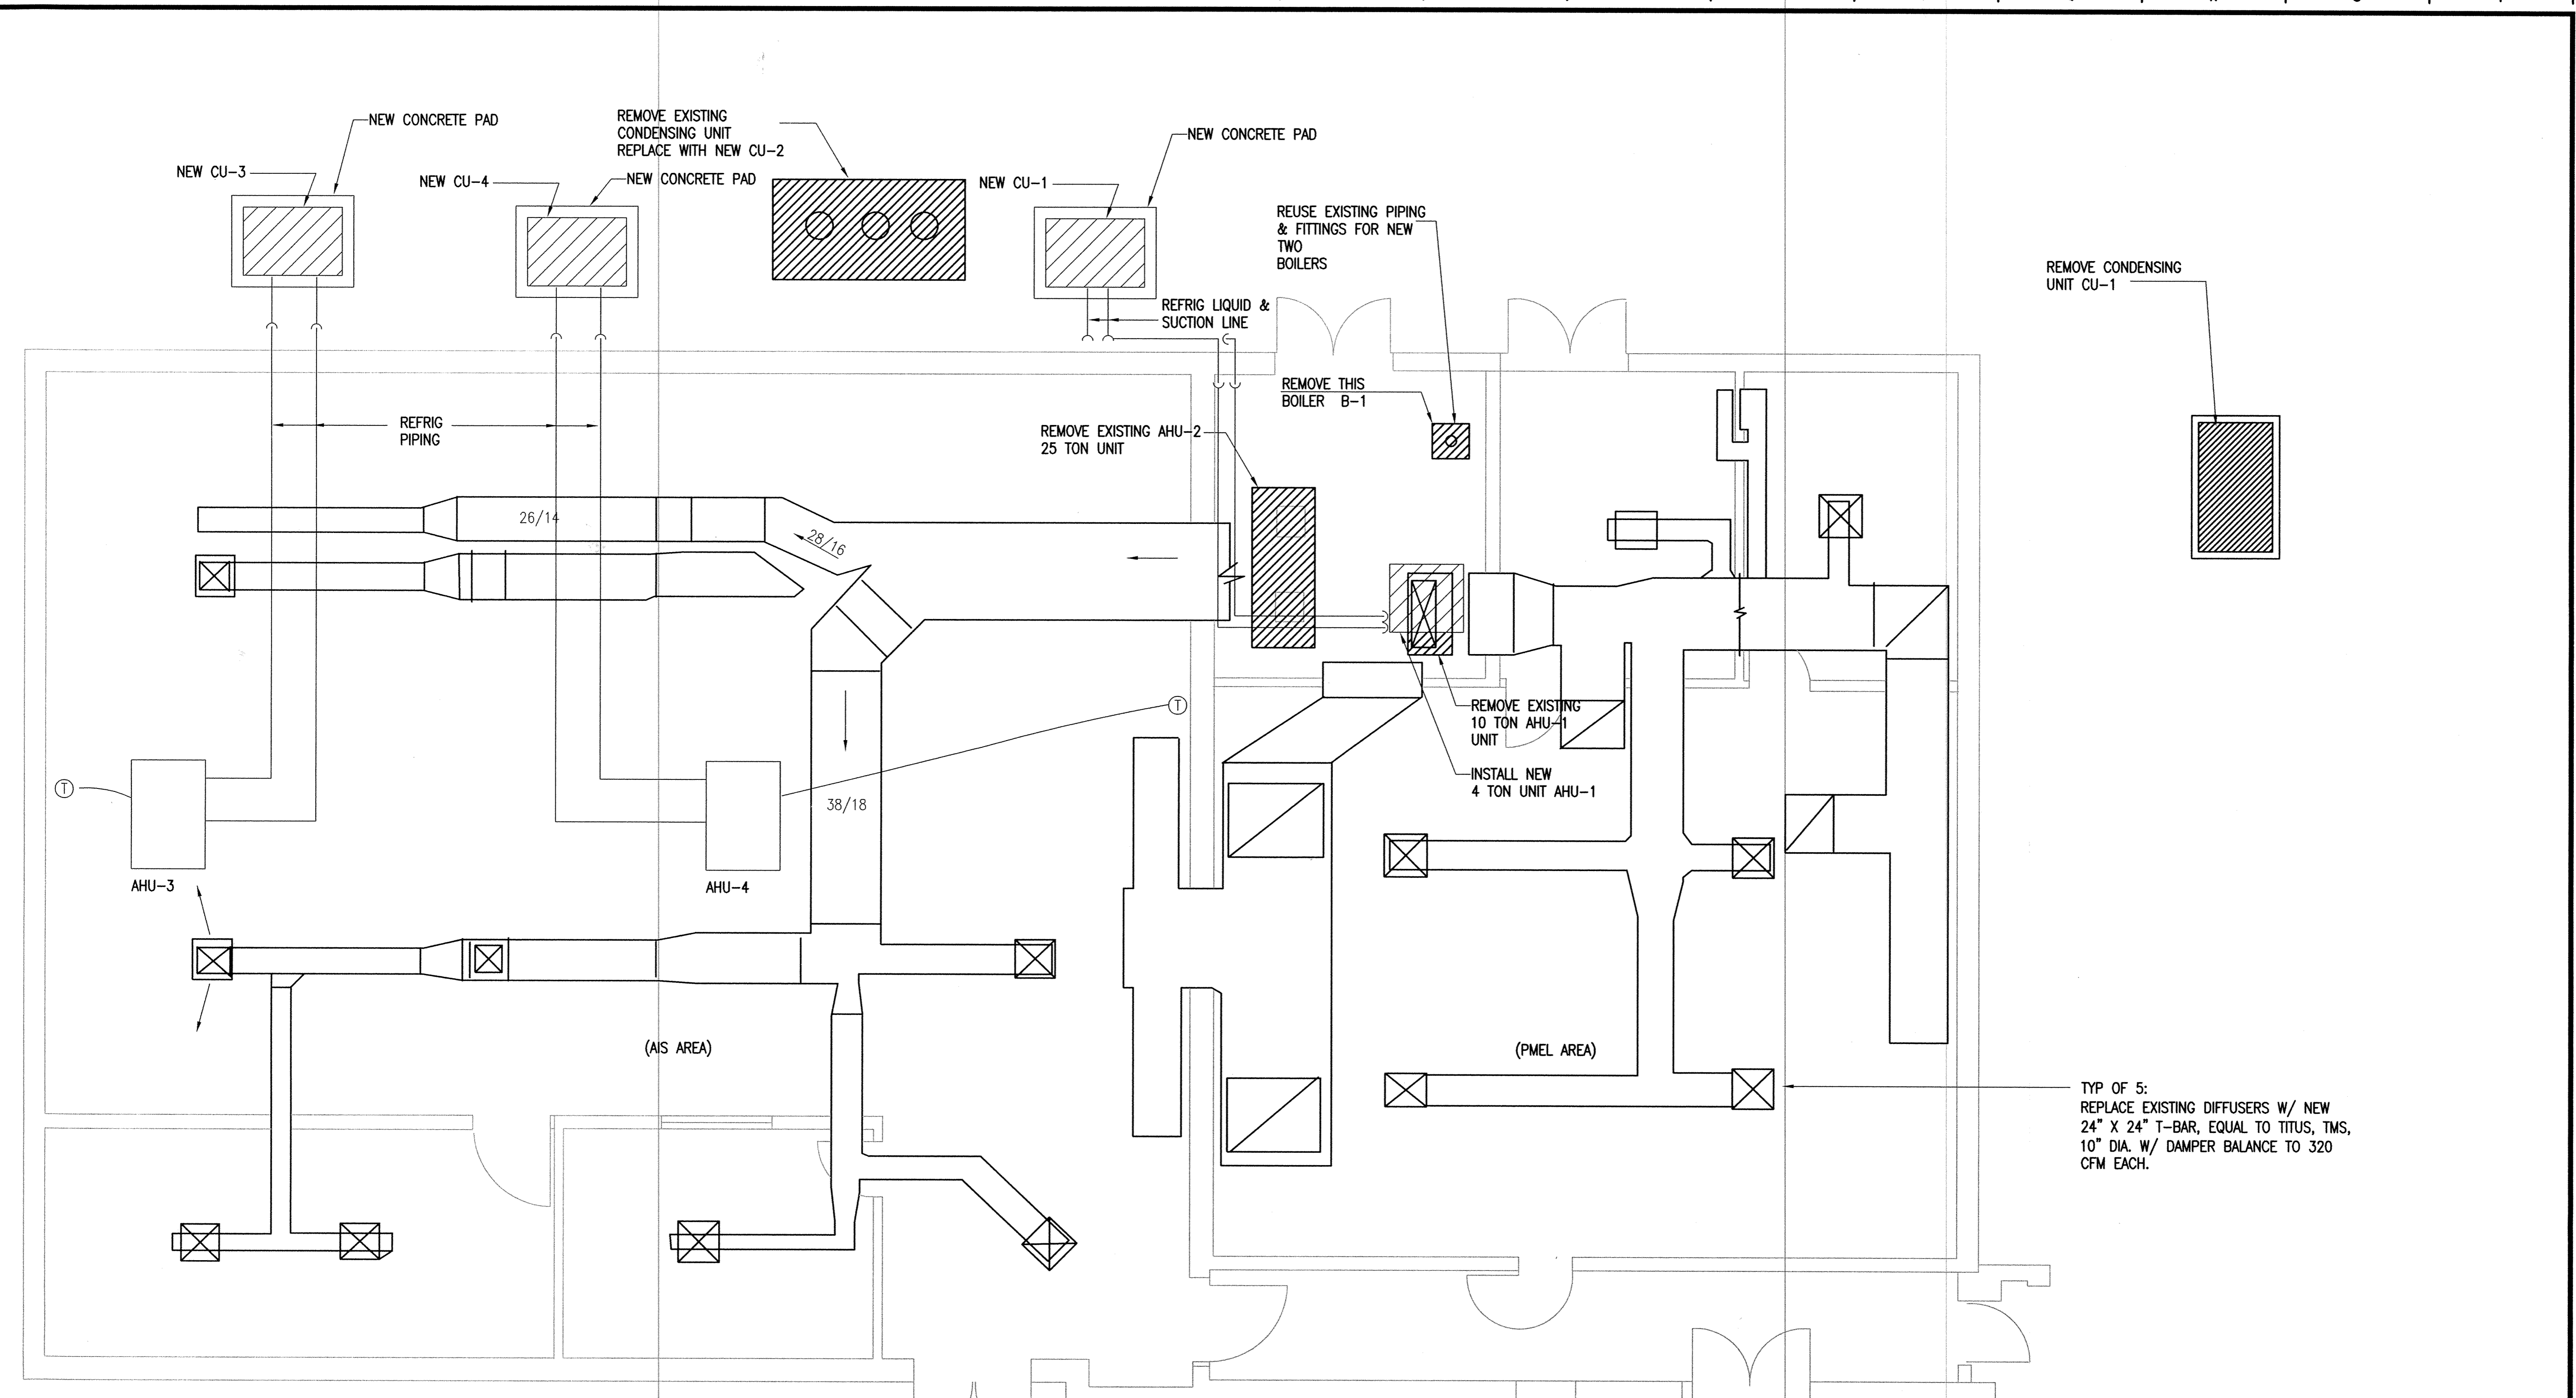 NEW CONCRETE PAD
NEW CU-3
NEW CU-4
REMOVE EXISTING
CONDENSING UNIT
REPLACE WITH NEW CU-2
NEW CONCRETE PAD
NEW CU-1
NEW CONCRETE PAD
REUSE EXISTING PIPING
& FITTINGS FOR NEW
TWO
BOILERS
REMOVE CONDENSING
UNIT CU-1
REFRIG LIQUID &
SUCTION LINE
REMOVE THIS
BOILER B-1
REFRIG
PIPING
REMOVE EXISTING AHU-2
25 TON UNIT
26/14
28/16
T
REMOVE EXISTING
10 TON AHU-1
UNIT
INSTALL NEW
4 TON UNIT AHU-1
T
38/18
AHU-3
AHU-4
(AIS AREA)
(PMEL AREA)
TYP OF 5:
REPLACE EXISTING DIFFUSERS W/ NEW
24" X 24" T-BAR, EQUAL TO TITUS, TMS,
10" DIA. W/ DAMPER BALANCE TO 320
CFM EACH.